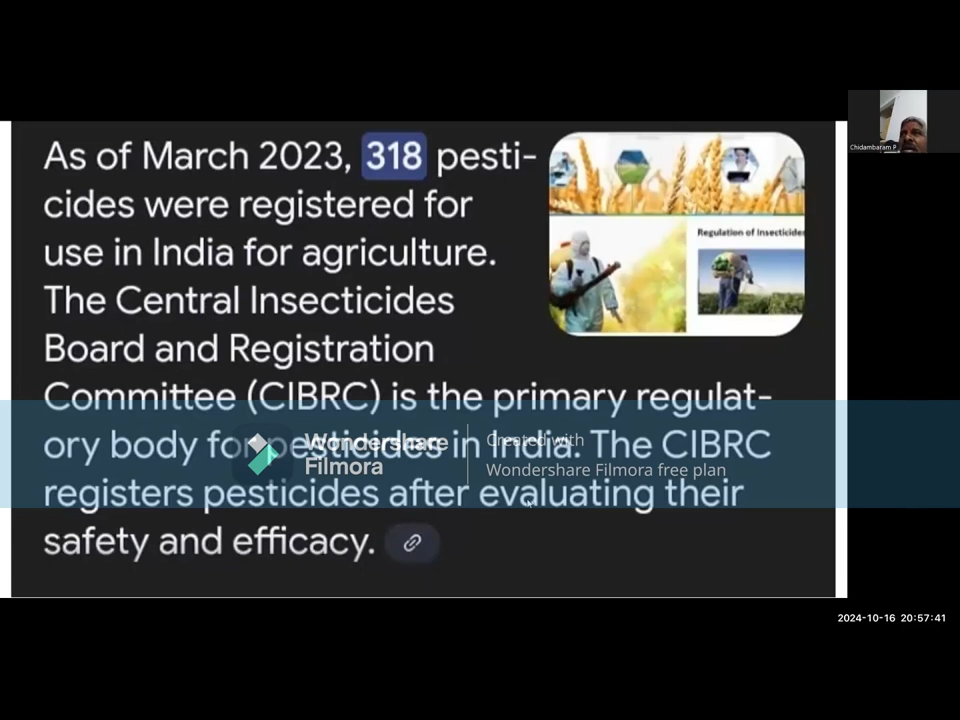 As of March 2023, 318 pesti-
cides were registered for
use in India for agriculture.
The Central Insecticides
Board and Registration
Committee (CIBRC) is the primary regulat-
ory body for pesticides in India. The CIBRC
registers pesticides after evaluating their
safety and efficacy.
Regulation of Insecticides
Wondershare
Filmora
Created with
Wondershare Filmora free plan
Chidambaram P
2024-10-16 20:57:41